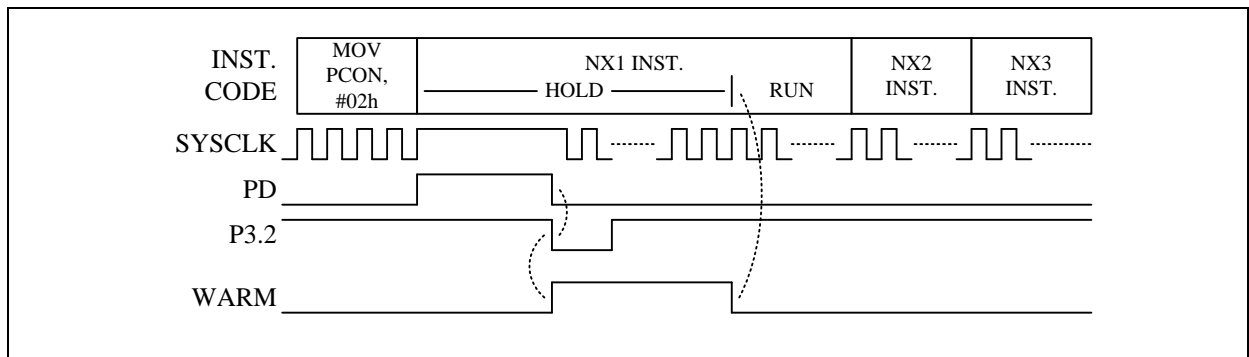 INST.
CODE
MOV
PCON,
#02h
NX1 INST.
HOLD
RUN
NX2
INST.
NX3
INST.
SYSCLK
PD
P3.2
WARM